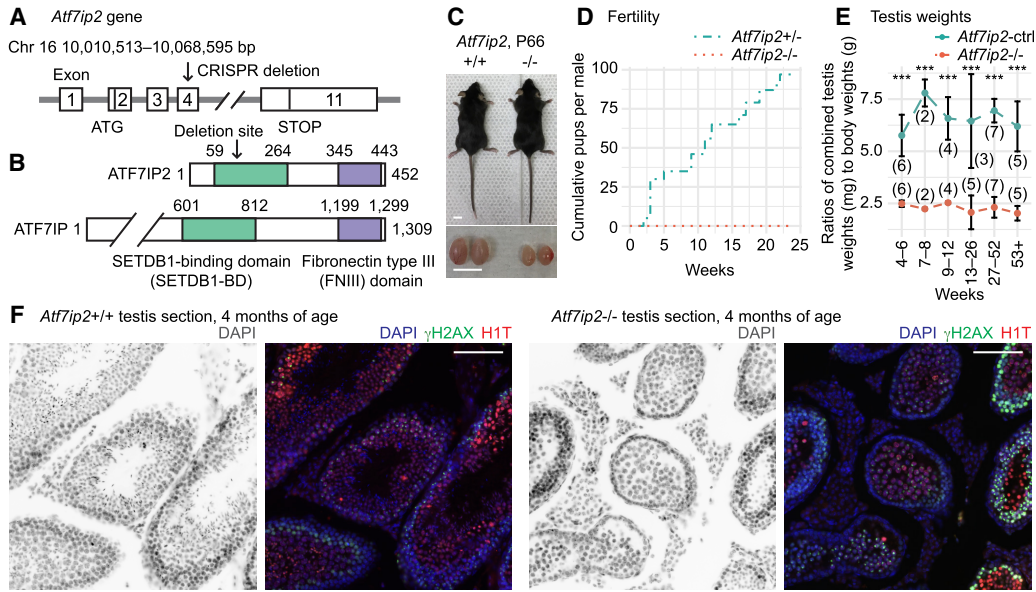 A Atf7ip2 gene
Chr 16 10,010,513–10,068,595 bp
CRISPR deletion
Exon
1 2 3 4 11
ATG STOP
Deletion site
B
59 264 345 443
ATF7IP2 1 452
601 812 1,199 1,299
ATF7IP 1 1,309
SETDB1-binding domain
(SETDB1-BD)
Fibronectin type III
(FNIII) domain
C
Atf7ip2, P66
+/+ -/-
D Fertility
Atf7ip2+/-
Atf7ip2-/-
Cumulative pups per male
100
75
50
25
0
0 5 10 15 20 25
Weeks
E Testis weights
Atf7ip2-ctrl
Atf7ip2-/-
Ratios of combined testis
weights (mg) to body weights (g)
*** *** *** *** *** ***
7.5
5.0
2.5
(6) (2) (4) (3) (7) (5)
(6) (2) (4) (5) (7) (5)
4–6 7–8 9–12 13–26 27–52 53+
Weeks
F Atf7ip2+/+ testis section, 4 months of age
DAPI
DAPI γH2AX H1T
Atf7ip2-/- testis section, 4 months of age
DAPI
DAPI γH2AX H1T